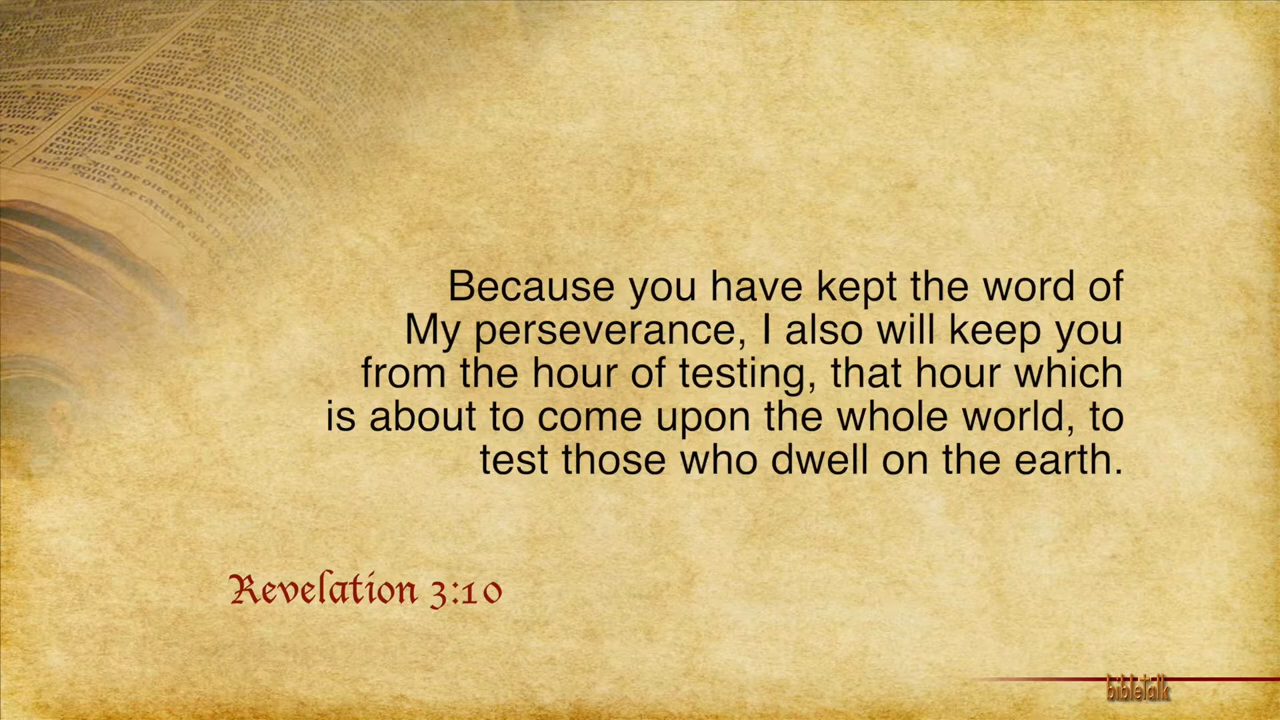 Because you have kept the word of
My perseverance, I also will keep you
from the hour of testing, that hour which
is about to come upon the whole world, to
test those who dwell on the earth.
Revelation 3:10
bibletalk